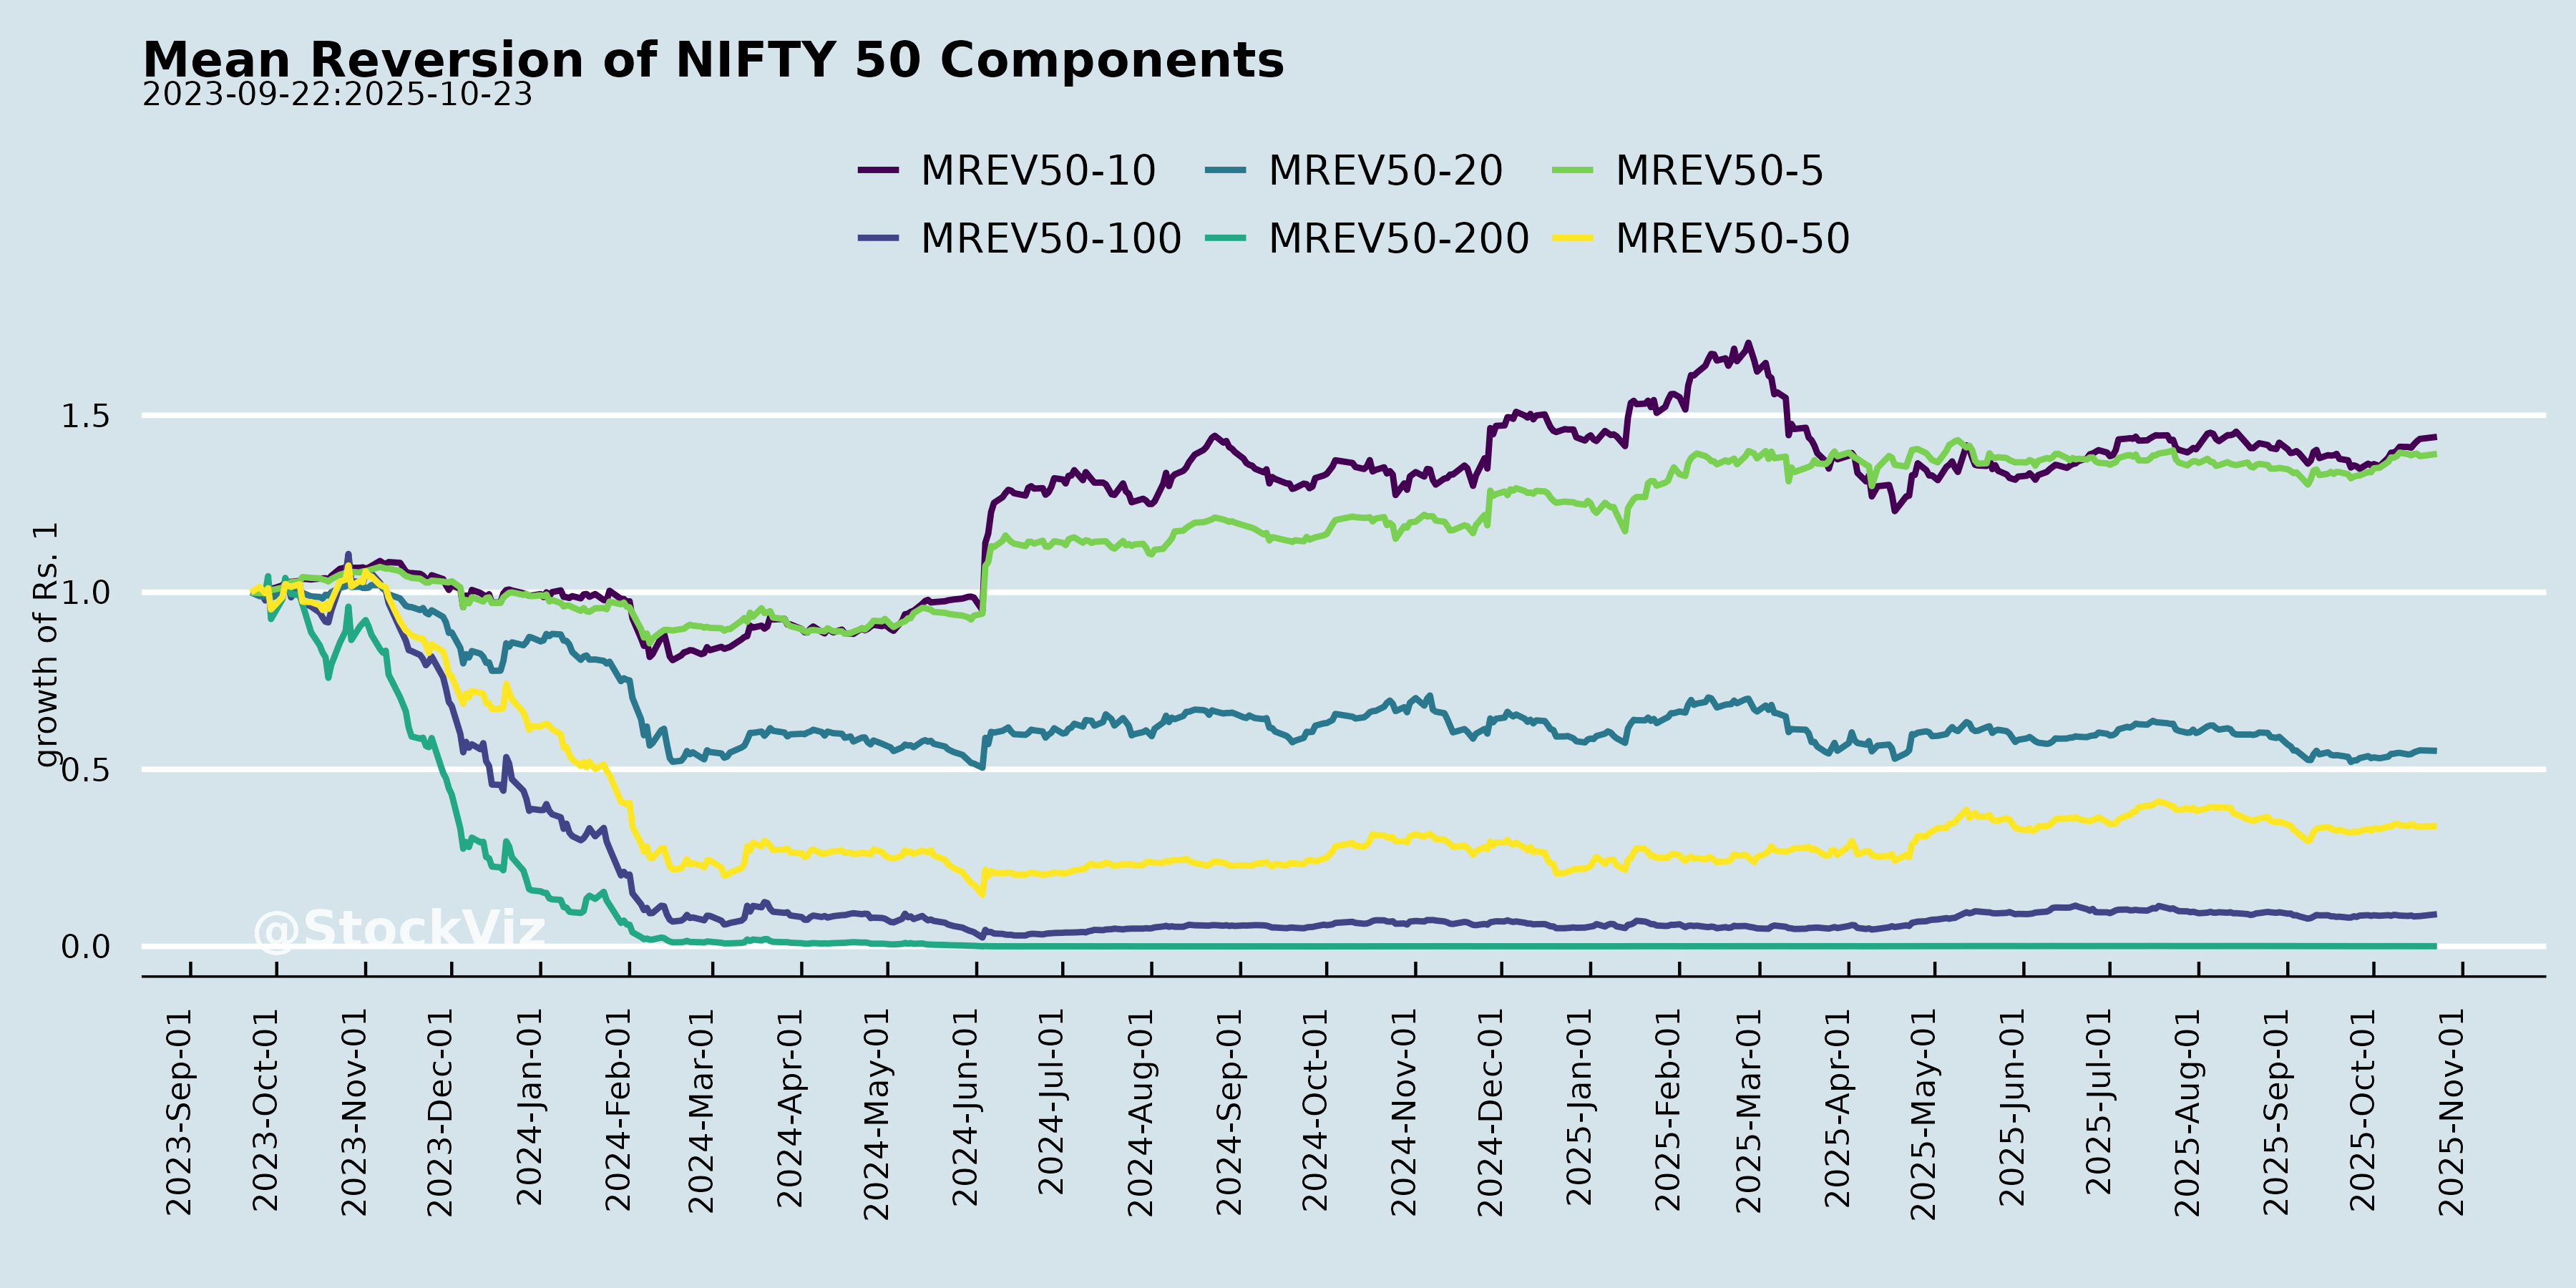 Mean Reversion of NIFTY 50 Components
2023-09-22:2025-10-23
MREV50-10 MREV50-20 MREV50-5
MREV50-100 MREV50-200 MREV50-50
growth of Rs. 1
1.5
1.0
0.5
0.0
@StockViz
2023-Sep-01
2023-Oct-01
2023-Nov-01
2023-Dec-01
2024-Jan-01
2024-Feb-01
2024-Mar-01
2024-Apr-01
2024-May-01
2024-Jun-01
2024-Jul-01
2024-Aug-01
2024-Sep-01
2024-Oct-01
2024-Nov-01
2024-Dec-01
2025-Jan-01
2025-Feb-01
2025-Mar-01
2025-Apr-01
2025-May-01
2025-Jun-01
2025-Jul-01
2025-Aug-01
2025-Sep-01
2025-Oct-01
2025-Nov-01